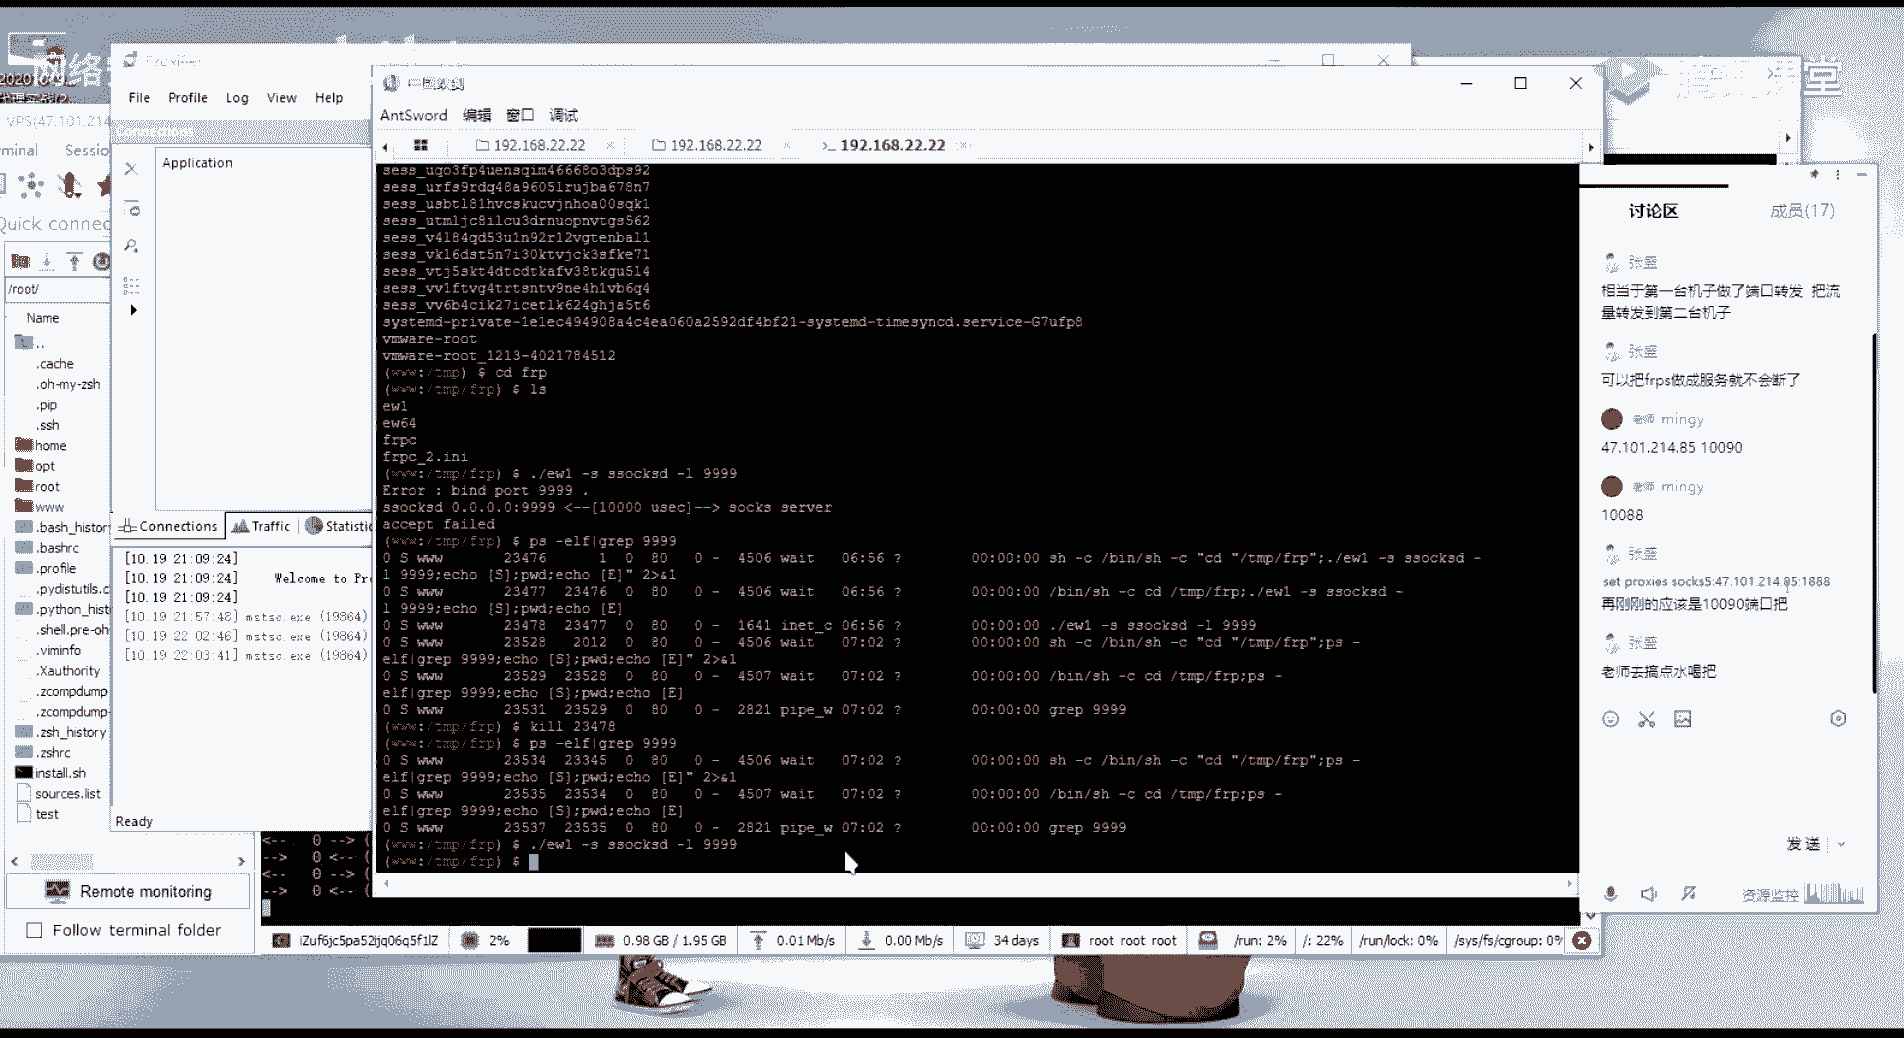 网络
2020
VPS(47.101.214
Proxifier
File Profile Log View Help
AntSword 编辑 窗口 调试
192.168.22.22 192.168.22.22 >_ 192.168.22.22
minal Sessio
Quick connec
/root/
Name
..
.cache
.oh-my-zsh
.pip
.ssh
home
opt
root
www
.bash_history
.bashrc
.profile
.pydistutils.c
.python_hist
.shell.pre-oh
.viminfo
.Xauthority
.zcompdump
.zcompdump-
.zsh_history
.zshrc
install.sh
sources.list
test
Remote monitoring
Follow terminal folder
Connections
Application
Connections Traffic Statistic
[10.19 21:09:24]
[10.19 21:09:24] Welcome to Pr
[10.19 21:09:24]
[10.19 21:57:48] mstsc.exe (19864)
[10.19 22:02:46] mstsc.exe (19864)
[10.19 22:03:41] mstsc.exe (19864)
Ready
sess_uqo3fp4uensqim46668o3dps92
sess_urfs9rdq48a96051rujba678n7
sess_usbtl81hvcskucvjnhoa00sqk1
sess_utmljc8ilcu3drnuopnvtgs562
sess_v4184qd53u1n92r12vgtenbal1
sess_vkl6dst5n7i30ktvjck3sfke71
sess_vtj5skt4dtcdtkafv38tkgu514
sess_vv1ftvg4trtsntv9ne4hlvb6q4
sess_vv6b4cik27icetlk624ghja5t6
systemd-private-1e1ec494908a4c4ea060a2592df4bf21-systemd-timesyncd.service-G7ufp8
vmware-root
vmware-root_1213-4021784512
(www:/tmp) $ cd frp
(www:/tmp/frp) $ ls
ew1
ew64
frpc
frpc_2.ini
(www:/tmp/frp) $ ./ew1 -s ssocksd -l 9999
Error : bind port 9999 .
ssocksd 0.0.0.0:9999 <--[10000 usec]--> socks server
accept failed
(www:/tmp/frp) $ ps -elf|grep 9999
0 S www 23476 1 0 80 0 - 4506 wait 06:56 ? 00:00:00 sh -c /bin/sh -c "cd "/tmp/frp";./ew1 -s ssocksd -
l 9999;echo [S];pwd;echo [E]" 2>&1
0 S www 23477 23476 0 80 0 - 4506 wait 06:56 ? 00:00:00 /bin/sh -c cd /tmp/frp;./ew1 -s ssocksd -
l 9999;echo [S];pwd;echo [E]
0 S www 23478 23477 0 80 0 - 1641 inet_c 06:56 ? 00:00:00 ./ew1 -s ssocksd -l 9999
0 S www 23528 2012 0 80 0 - 4506 wait 07:02 ? 00:00:00 sh -c /bin/sh -c "cd "/tmp/frp";ps -
elf|grep 9999;echo [S];pwd;echo [E]" 2>&1
0 S www 23529 23528 0 80 0 - 4507 wait 07:02 ? 00:00:00 /bin/sh -c cd /tmp/frp;ps -
elf|grep 9999;echo [S];pwd;echo [E]
0 S www 23531 23529 0 80 0 - 2821 pipe_w 07:02 ? 00:00:00 grep 9999
(www:/tmp/frp) $ kill 23478
(www:/tmp/frp) $ ps -elf|grep 9999
0 S www 23534 23345 0 80 0 - 4506 wait 07:02 ? 00:00:00 sh -c /bin/sh -c "cd "/tmp/frp";ps -
elf|grep 9999;echo [S];pwd;echo [E]" 2>&1
0 S www 23535 23534 0 80 0 - 4507 wait 07:02 ? 00:00:00 /bin/sh -c cd /tmp/frp;ps -
elf|grep 9999;echo [S];pwd;echo [E]
0 S www 23537 23535 0 80 0 - 2821 pipe_w 07:02 ? 00:00:00 grep 9999
(www:/tmp/frp) $ ./ew1 -s ssocksd -l 9999
(www:/tmp/frp) $
<-- 0 --> (
--> 0 <-- (
<-- 0 --> (
--> 0 <-- (
iZuf6jc5pa52tjq06q5f1lZ 2% 0.98 GB / 1.95 GB 0.01 Mb/s 0.00 Mb/s 34 days root root root /run: 2% /: 22% /run/lock: 0% /sys/fs/cgroup: 0%
讨论区 成员(17)
张莹
相当于第一台机子做了端口转发 把流
量转发到第二台机子
张莹
可以把frps做成服务就不会断了
老师 mingy
47.101.214.85 10090
老师 mingy
10088
张莹
set proxies socks5:47.101.214.85:1888
再刚刚的应该是10090端口把
张莹
老师去搞点水喝把
发送
资源监控